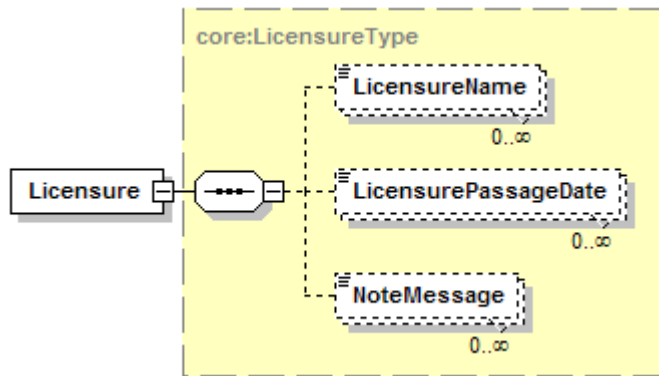 core:LicensureType
LicensureName
0..∞
Licensure
LicensurePassageDate
0..∞
NoteMessage
0..∞